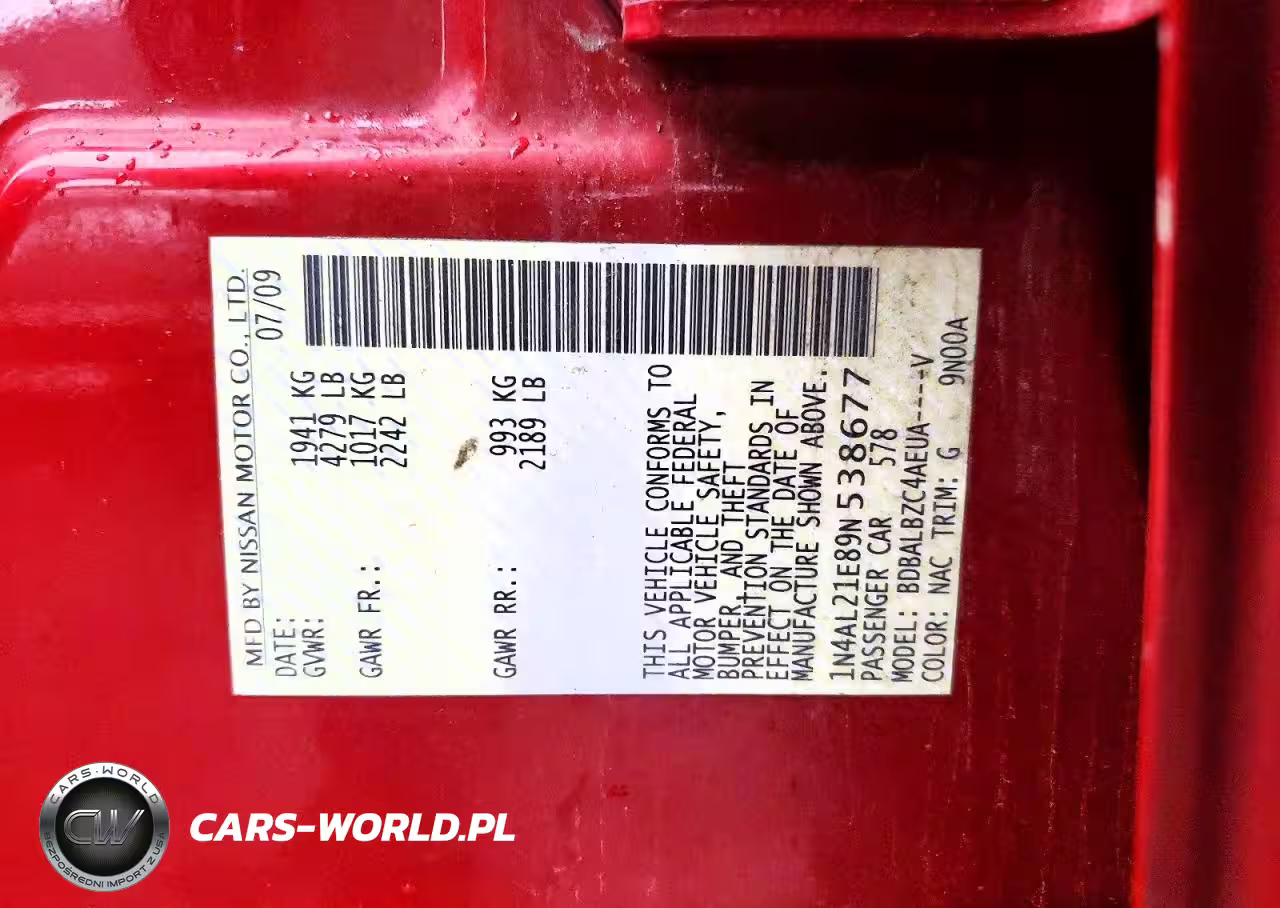 MFD BY NISSAN MOTOR CO., LTD.
DATE: 07/09
GVWR: 1941 KG
4279 LB
GAWR FR.: 1017 KG
2242 LB
GAWR RR.: 993 KG
2189 LB
THIS VEHICLE CONFORMS TO
ALL APPLICABLE FEDERAL
MOTOR VEHICLE SAFETY,
BUMPER, AND THEFT
PREVENTION STANDARDS IN
EFFECT ON THE DATE OF
MANUFACTURE SHOWN ABOVE.
1N4AL21E89N538677
PASSENGER CAR 578
MODEL: BDBALBZC4AEUA----V
COLOR: NAC TRIM: G 9N00A
CARS-WORLD
CW
BEZPOŚREDNI IMPORT Z USA
CARS-WORLD.PL